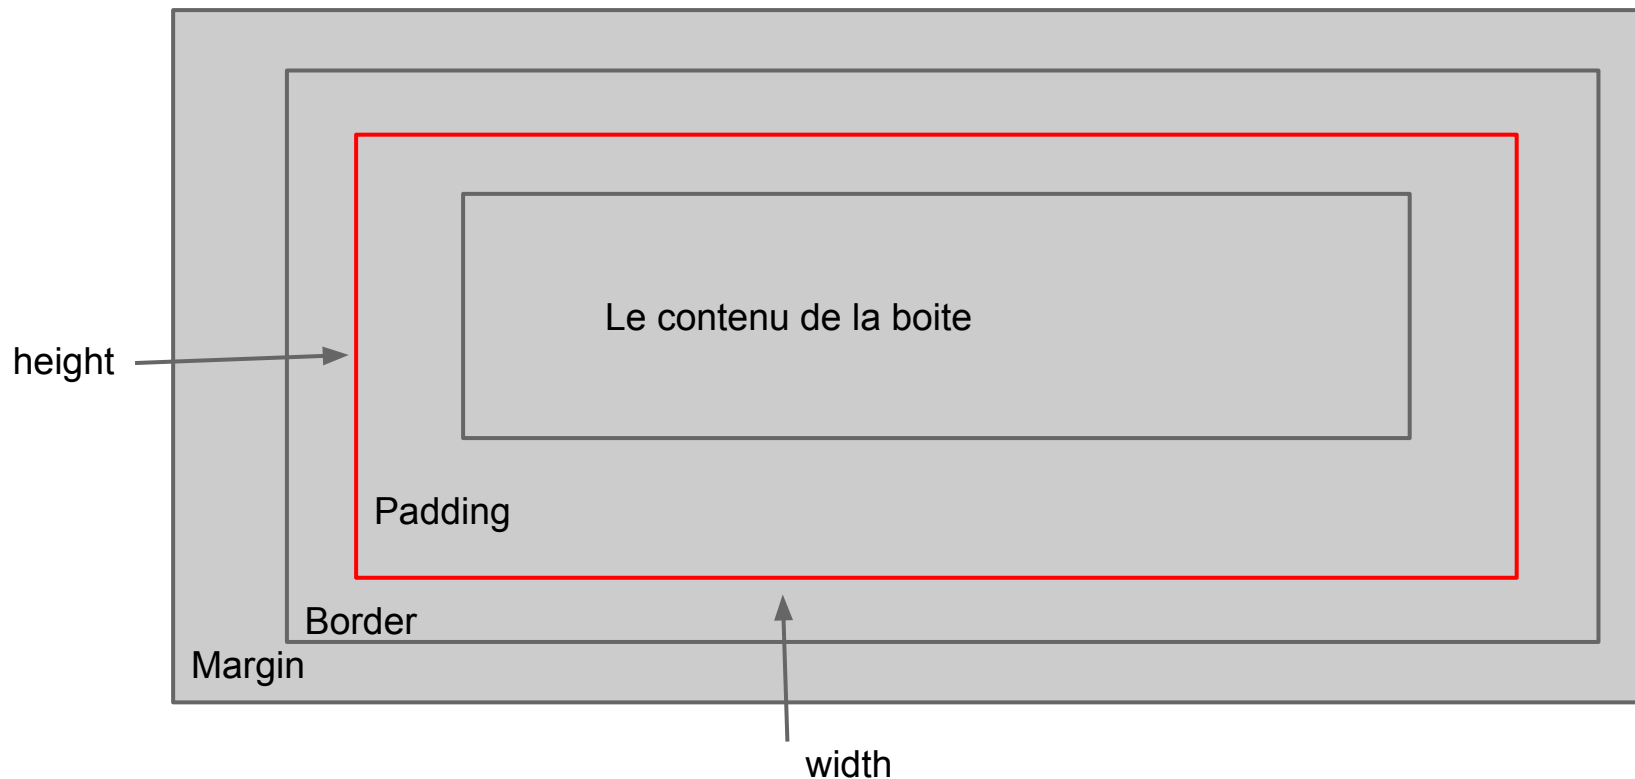 Le contenu de la boite
height
Padding
Border
Margin
width